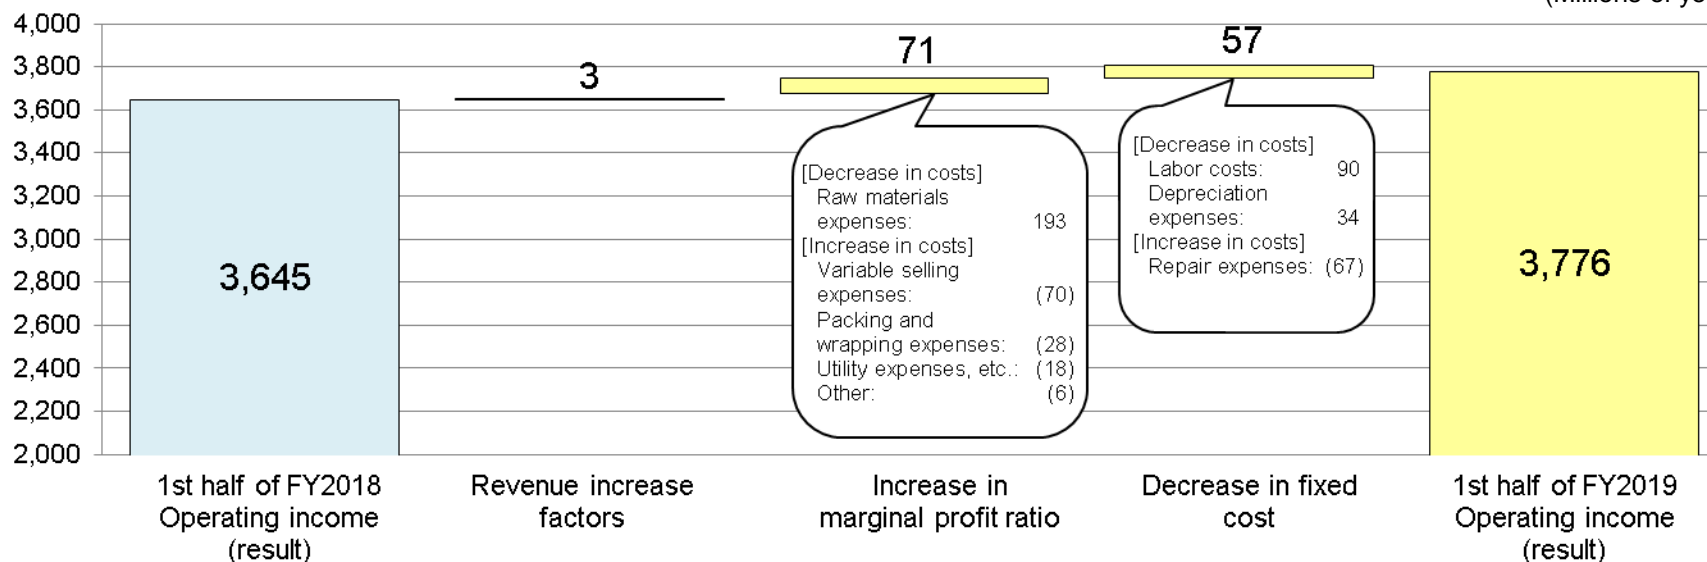 (Millions of
4,000
3,800
3,600
3,400
3,200
3,000
2,800
2,600
2,400
2,200
2,000
3,645
3
71
57
3,776
[Decrease in costs]
Raw materials
expenses: 193
[Increase in costs]
Variable selling
expenses: (70)
Packing and
wrapping expenses: (28)
Utility expenses, etc.: (18)
Other: (6)
[Decrease in costs]
Labor costs: 90
Depreciation
expenses: 34
[Increase in costs]
Repair expenses: (67)
1st half of FY2018
Operating income
(result)
Revenue increase
factors
Increase in
marginal profit ratio
Decrease in fixed
cost
1st half of FY2019
Operating income
(result)